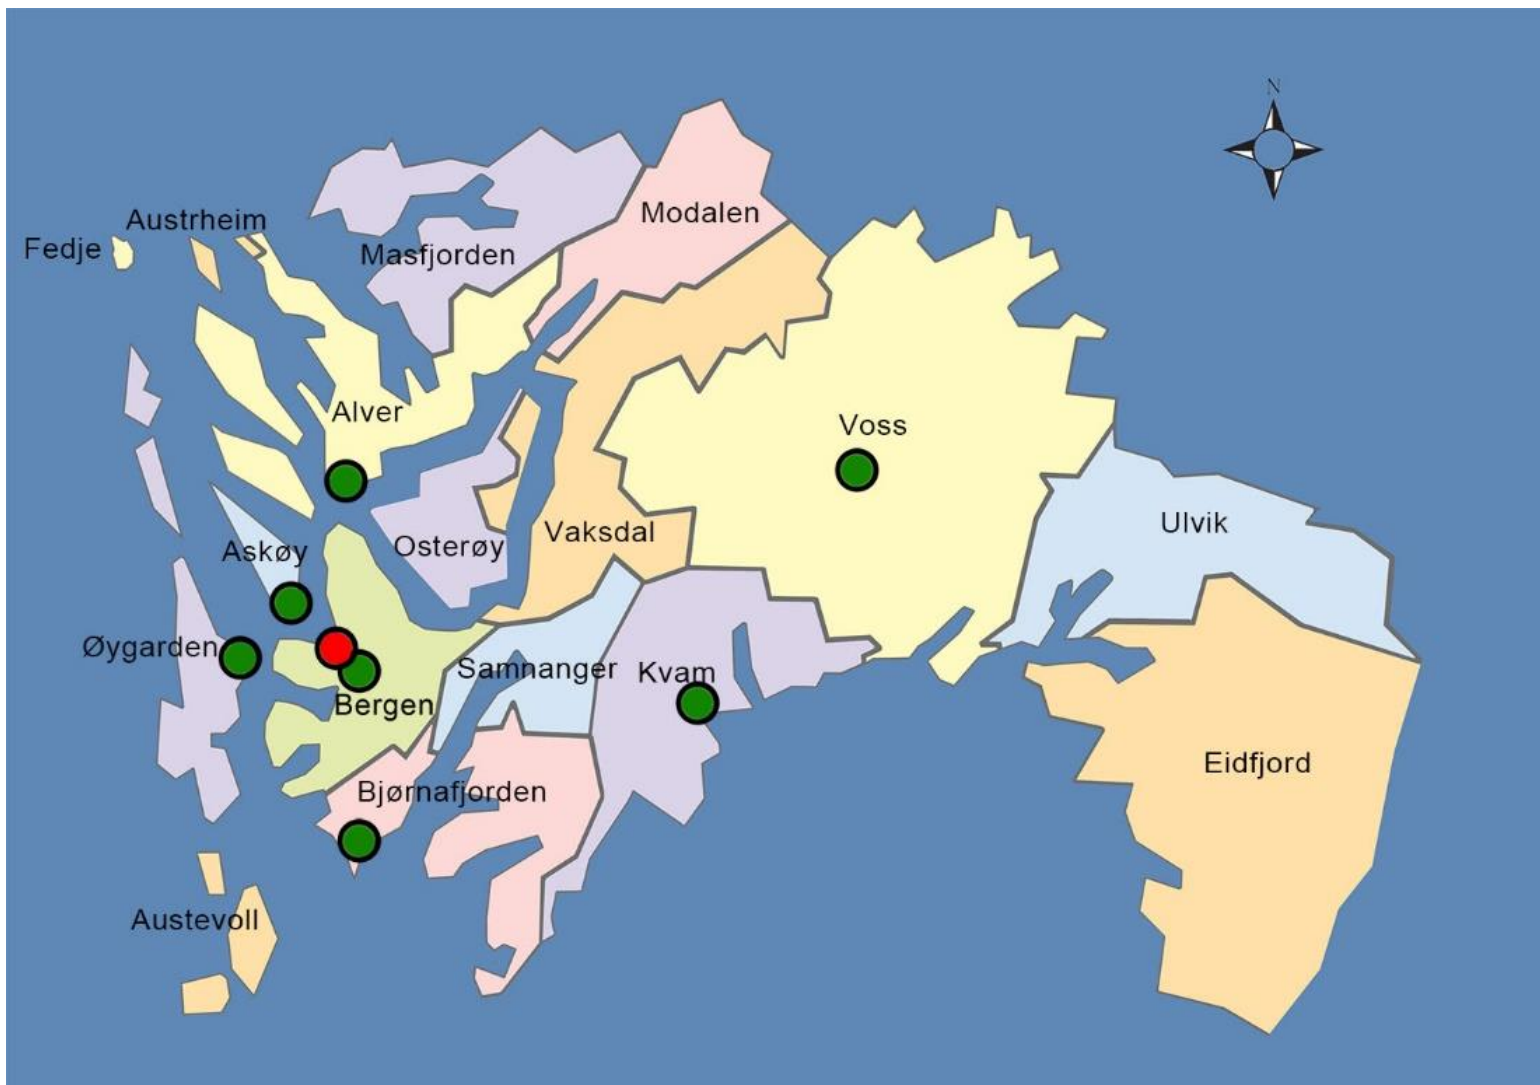 N
Modalen
Austrheim
Fedje
Masfjorden
Alver
Voss
Ulvik
Vaksdal
Osterøy
Askøy
Øygarden
Samnanger
Kvam
Bergen
Eidfjord
Bjørnafjorden
Austevoll